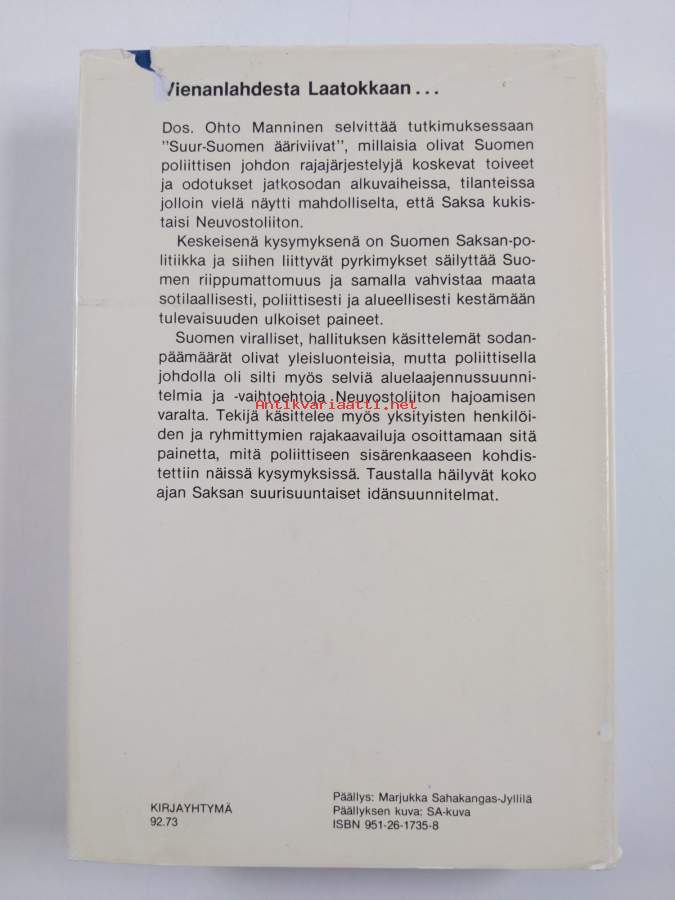 Vienanlahdesta Laatokkaan...
Dos. Ohto Manninen selvittää tutkimuksessaan
"Suur-Suomen ääriviivat", millaisia olivat Suomen
poliittisen johdon rajajärjestelyjä koskevat toiveet
ja odotukset jatkosodan alkuvaiheissa, tilanteissa
jolloin vielä näytti mahdolliselta, että Saksa kukis-
taisi Neuvostoliiton.
Keskeisenä kysymyksenä on Suomen Saksan-po-
litiikka ja siihen liittyvät pyrkimykset säilyttää Suo-
men riippumattomuus ja samalla vahvistaa maata
sotilaallisesti, poliittisesti ja alueellisesti kestämään
tulevaisuuden ulkoiset paineet.
Suomen viralliset, hallituksen käsittelemät sodan-
päämäärät olivat yleisluonteisia, mutta poliittisella
johdolla oli silti myös selviä aluelaajennussuunni-
telmia ja -vaihtoehtoja Neuvostoliiton hajoamisen
Antikvariaatti.net
varalta. Tekijä käsittelee myös yksityisten henkilöi-
den ja ryhmittymien rajakaavailuja osoittamaan sitä
painetta, mitä poliittiseen sisärenkaaseen kohdis-
tettiin näissä kysymyksissä. Taustalla häilyvät koko
ajan Saksan suurisuuntaiset idänsuunnitelmat.
KIRJAYHTYMÄ
92.73
Päällys: Marjukka Sahakangas-Jyllilä
Päällyksen kuva: SA-kuva
ISBN 951-26-1735-8